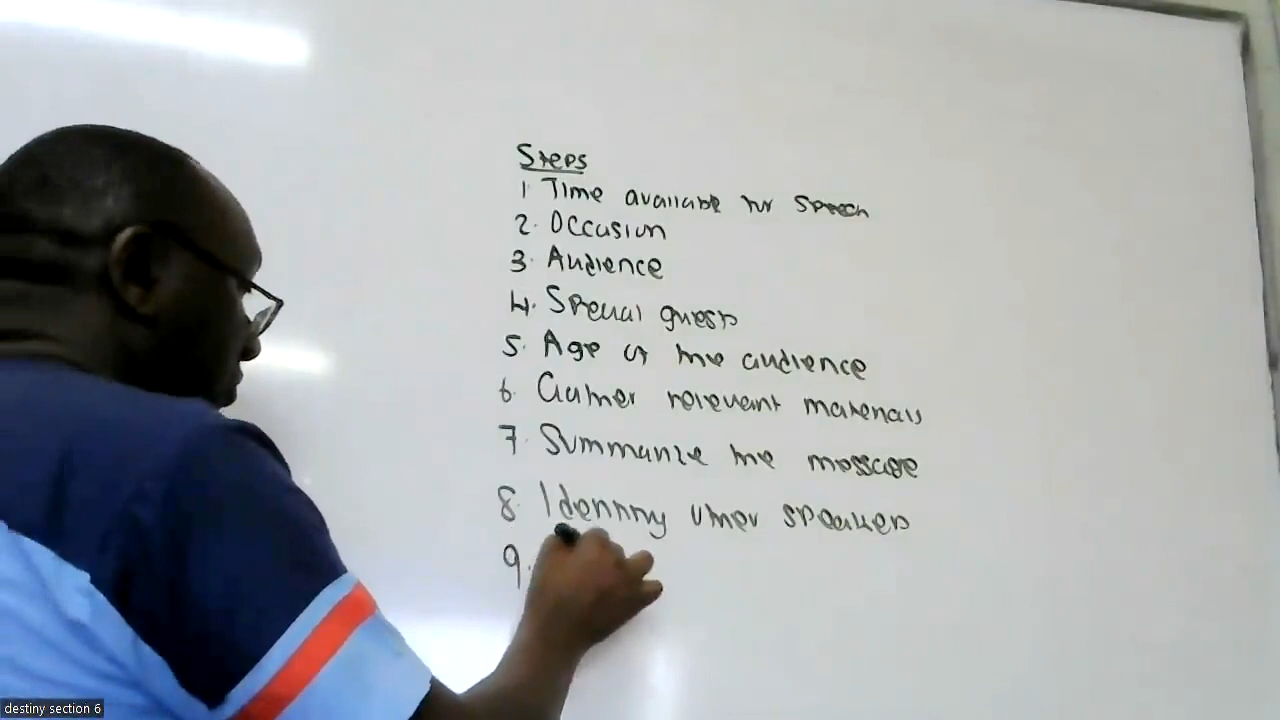 Steps
1. Time available for speech
2. Occasion
3. Audience
4. Special guests
5. Age of the audience
6. Gather relevant materials
7. Summarize the message
8. Identify other speakers
9.
destiny section 6